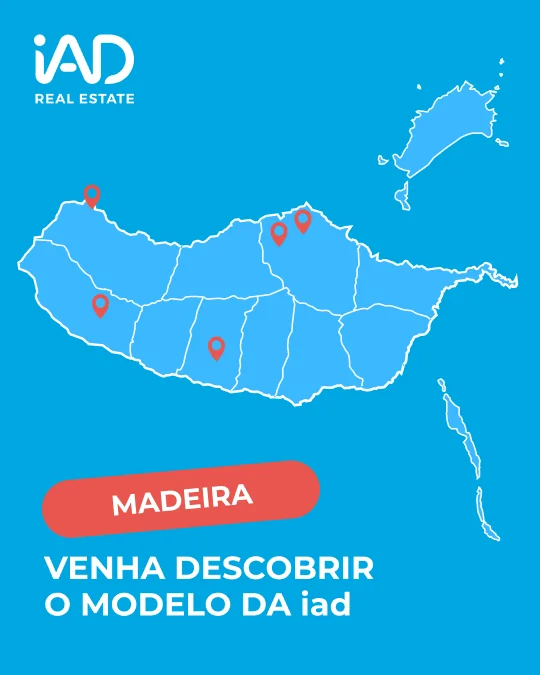 iAD
REAL ESTATE
MADEIRA
VENHA DESCOBRIR
O MODELO DA iad